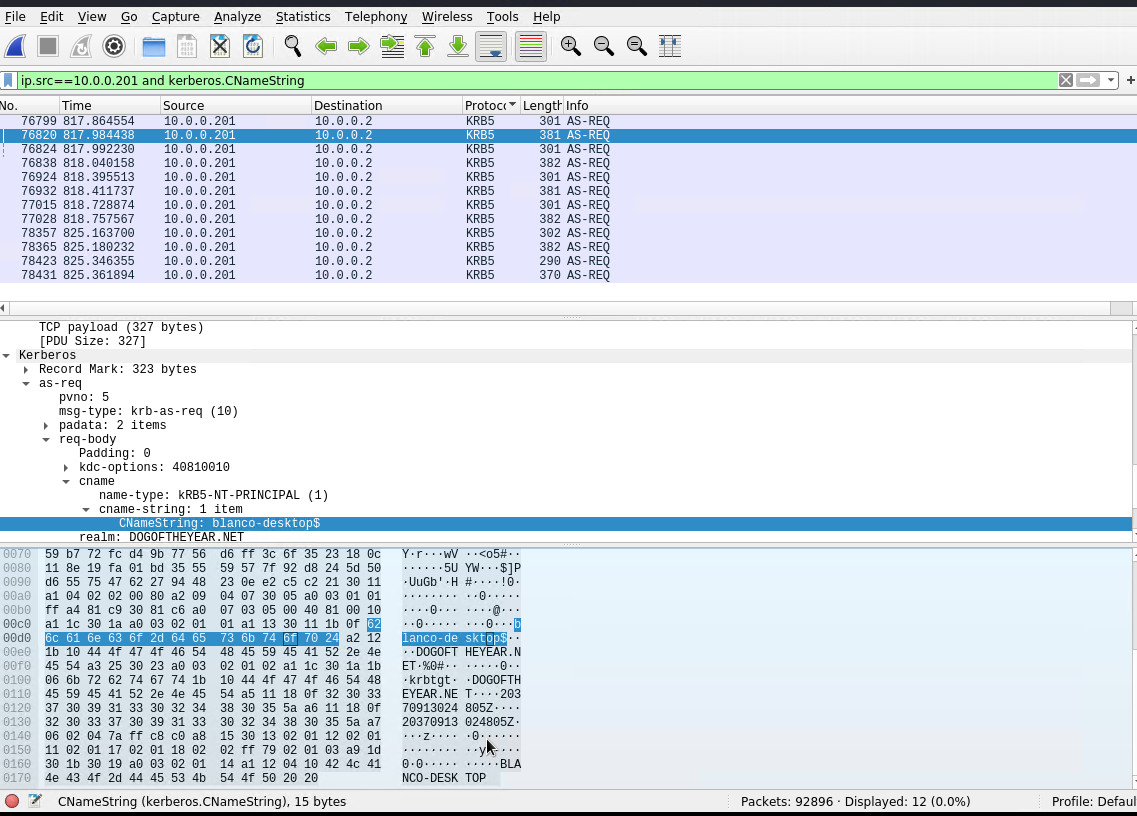 File Edit View Go Capture Analyze Statistics Telephony Wireless Tools Help
ip.src==10.0.0.201 and kerberos.CNameString
No. Time Source Destination Protoc Length Info
76799 817.864554 10.0.0.201 10.0.0.2 KRB5 301 AS-REQ
76820 817.984438 10.0.0.201 10.0.0.2 KRB5 381 AS-REQ
76824 817.992230 10.0.0.201 10.0.0.2 KRB5 301 AS-REQ
76838 818.040158 10.0.0.201 10.0.0.2 KRB5 382 AS-REQ
76924 818.395513 10.0.0.201 10.0.0.2 KRB5 301 AS-REQ
76932 818.411737 10.0.0.201 10.0.0.2 KRB5 381 AS-REQ
77015 818.728874 10.0.0.201 10.0.0.2 KRB5 301 AS-REQ
77028 818.757567 10.0.0.201 10.0.0.2 KRB5 382 AS-REQ
78357 825.163700 10.0.0.201 10.0.0.2 KRB5 302 AS-REQ
78365 825.180232 10.0.0.201 10.0.0.2 KRB5 382 AS-REQ
78423 825.346355 10.0.0.201 10.0.0.2 KRB5 290 AS-REQ
78431 825.361894 10.0.0.201 10.0.0.2 KRB5 370 AS-REQ
TCP payload (327 bytes)
[PDU Size: 327]
Kerberos
Record Mark: 323 bytes
as-req
pvno: 5
msg-type: krb-as-req (10)
padata: 2 items
req-body
Padding: 0
kdc-options: 40810010
cname
name-type: kRB5-NT-PRINCIPAL (1)
cname-string: 1 item
CNameString: blanco-desktop$
realm: DOGOFTHEYEAR.NET
0070 59 b7 72 fc d4 9b 77 56 d6 ff 3c 6f 35 23 18 0c Y·r···wV ··<o5#··
0080 11 8e 19 fa 01 bd 35 55 59 57 7f 92 d8 24 5d 50 ······5U YW···$]P
0090 d6 55 75 47 62 27 94 48 23 0e e2 c5 c2 21 30 11 ·UuGb'·H #····!0·
00a0 a1 04 02 02 00 80 a2 09 04 07 30 05 a0 03 01 01 ········ ··0·····
00b0 ff a4 81 c9 30 81 c6 a0 07 03 05 00 40 81 00 10 ····0··· ····@···
00c0 a1 1c 30 1a a0 03 02 01 01 a1 13 30 11 1b 0f 62 ··0····· ···0···b
00d0 6c 61 6e 63 6f 2d 64 65 73 6b 74 6f 70 24 a2 12 lanco-de sktop$··
00e0 1b 10 44 4f 47 4f 46 54 48 45 59 45 41 52 2e 4e ··DOGOFT HEYEAR.N
00f0 45 54 a3 25 30 23 a0 03 02 01 02 a1 1c 30 1a 1b ET·%0#·· ·····0··
0100 06 6b 72 62 74 67 74 1b 10 44 4f 47 4f 46 54 48 ·krbtgt· ·DOGOFTH
0110 45 59 45 41 52 2e 4e 45 54 a5 11 18 0f 32 30 33 EYEAR.NE T····203
0120 37 30 39 31 33 30 32 34 38 30 35 5a a6 11 18 0f 70913024 805Z····
0130 32 30 33 37 30 39 31 33 30 32 34 38 30 35 5a a7 20370913 024805Z·
0140 06 02 04 7a ff c8 c0 a8 15 30 13 02 01 12 02 01 ···z···· ·0······
0150 11 02 01 17 02 01 18 02 02 ff 79 02 01 03 a9 1d ········ ··y·····
0160 30 1b 30 19 a0 03 02 01 14 a1 12 04 10 42 4c 41 0·0····· ·····BLA
0170 4e 43 4f 2d 44 45 53 4b 54 4f 50 20 20 NCO-DESK TOP
CNameString (kerberos.CNameString), 15 bytes Packets: 92896 · Displayed: 12 (0.0%) Profile: Defau